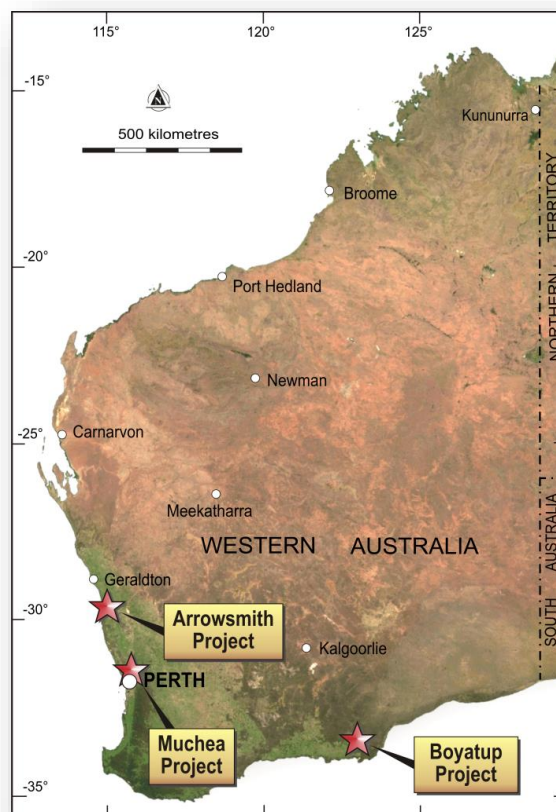 115°
120°
125°
-15°
N
500 kilometres
Kununurra
Broome
NORTHERN TERRITORY
-20°
Port Hedland
Newman
-25°
Carnarvon
Meekatharra
WESTERN AUSTRALIA
SOUTH AUSTRALIA
Geraldton
-30°
Arrowsmith
Project
Kalgoorlie
PERTH
Muchea
Project
Boyatup
Project
-35°